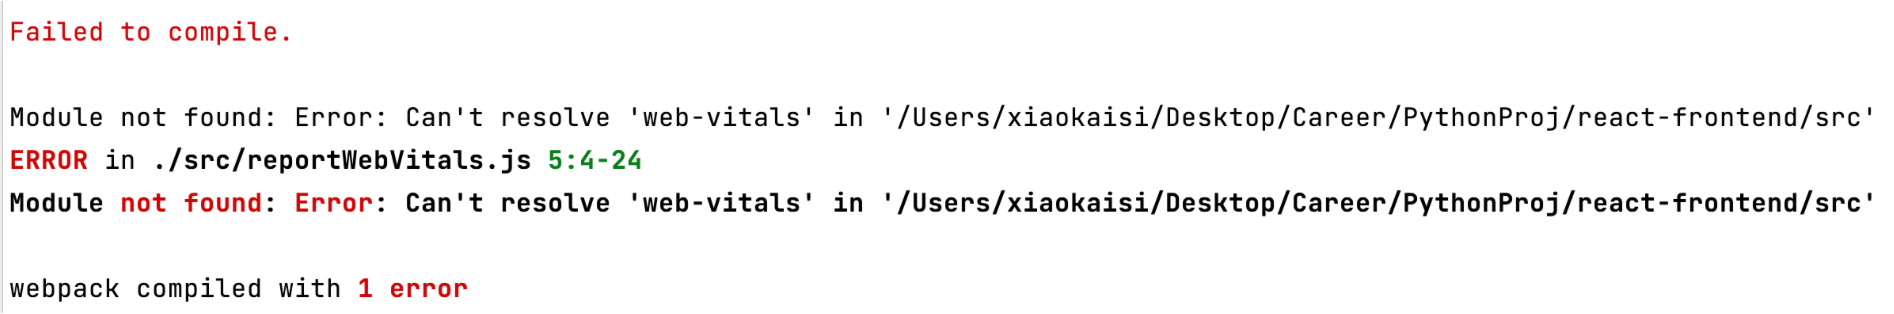 Failed to compile.
Module not found: Error: Can't resolve 'web-vitals' in '/Users/xiaokaisi/Desktop/Career/PythonProj/react-frontend/src'
ERROR in ./src/reportWebVitals.js 5:4-24
Module not found: Error: Can't resolve 'web-vitals' in '/Users/xiaokaisi/Desktop/Career/PythonProj/react-frontend/src'
webpack compiled with 1 error